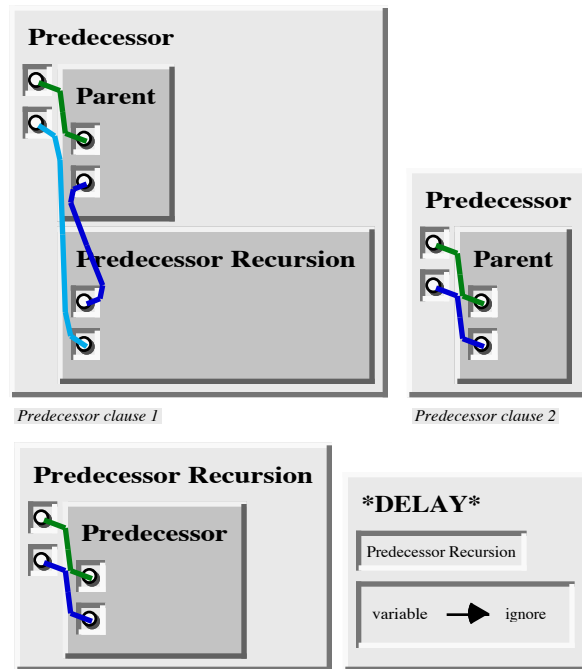 Predecessor
Parent
Predecessor Recursion
Predecessor clause 1
Predecessor
Parent
Predecessor clause 2
Predecessor Recursion
Predecessor
*DELAY*
Predecessor Recursion
variable ignore